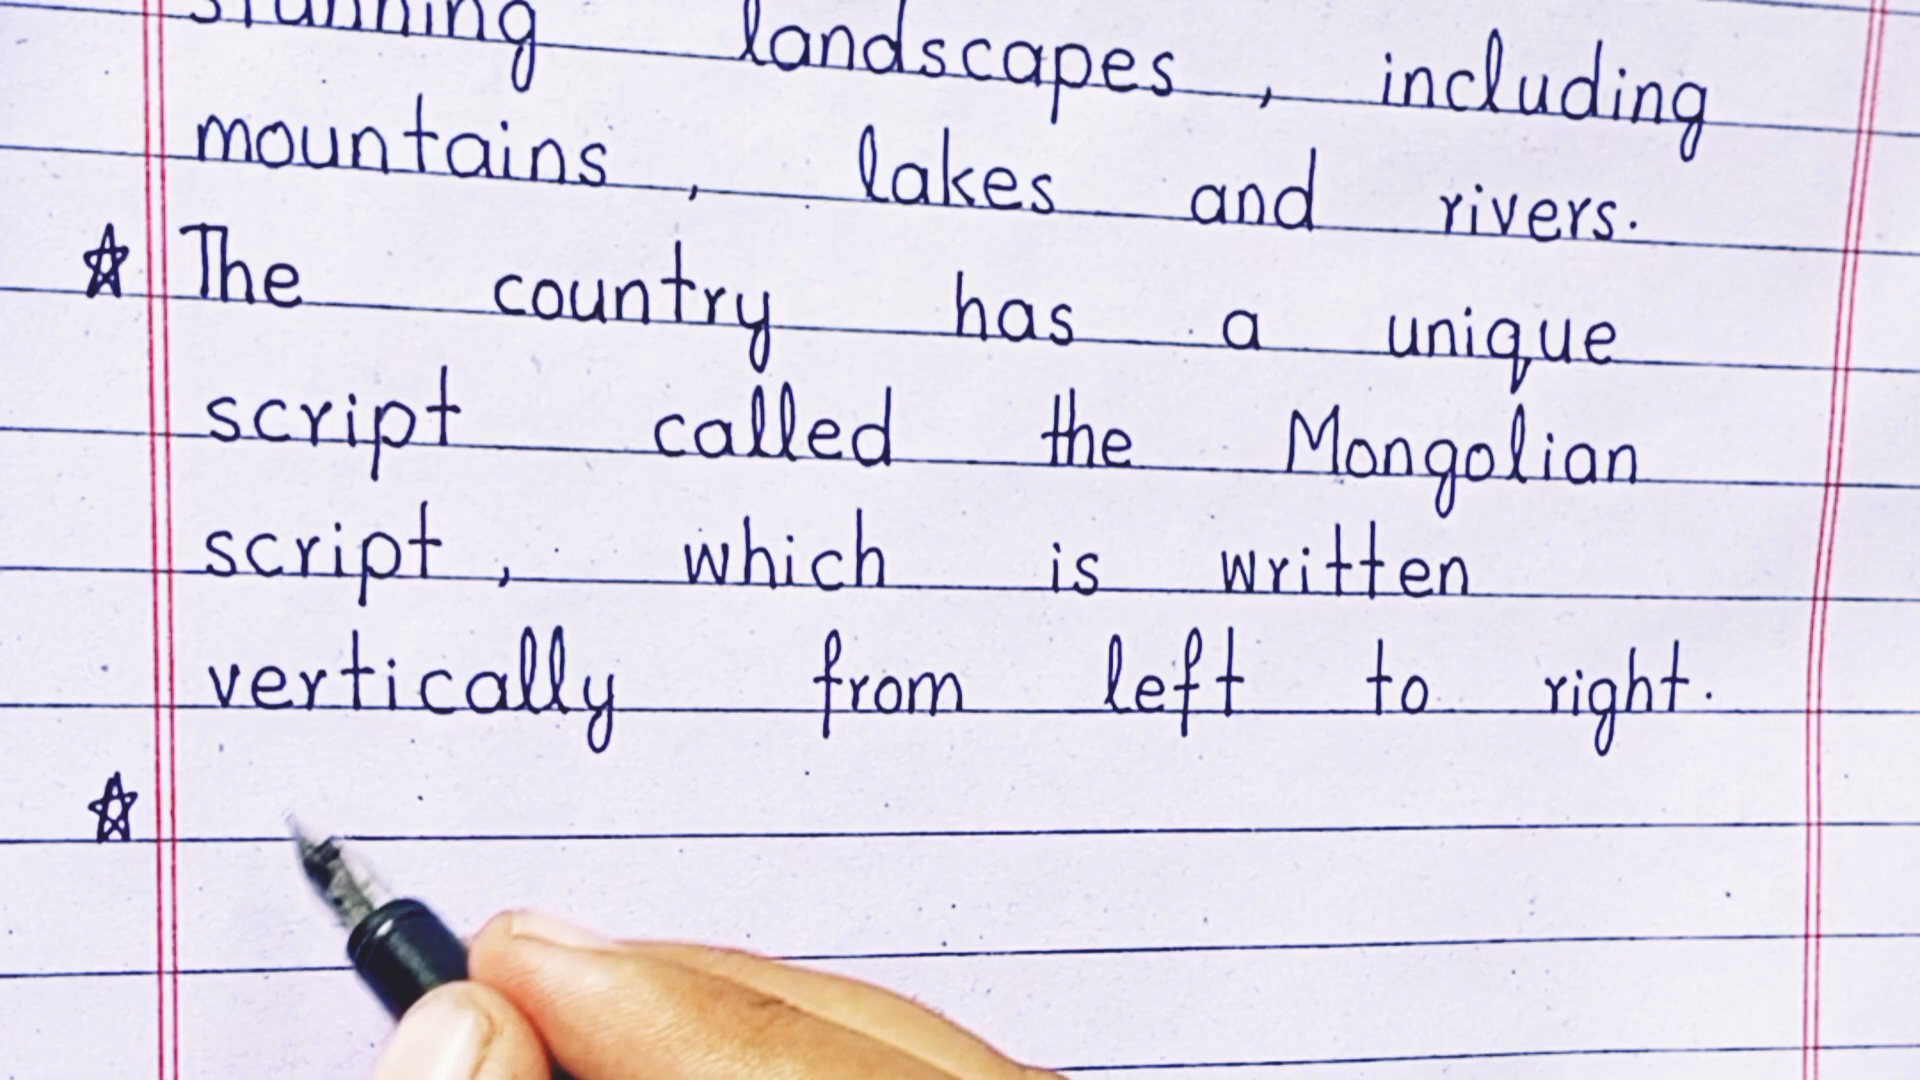 stunning landscapes, including
mountains, lakes and rivers.
☆ The country has a unique
script called the Mongolian
script, which is written
vertically from left to right.
☆